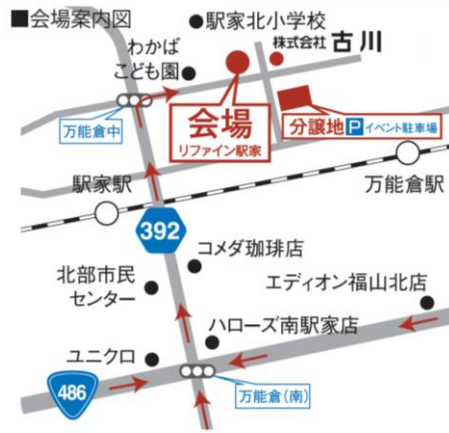 ■会場案内図
駅家北小学校
株式会社 古川
わかば
こども園
会場
リファイン駅家
分譲地 P イベント駐車場
万能倉中
駅家駅
万能倉駅
392
コメダ珈琲店
北部市民
センター
エディオン福山北店
ハローズ南駅家店
ユニクロ
486
万能倉(南)